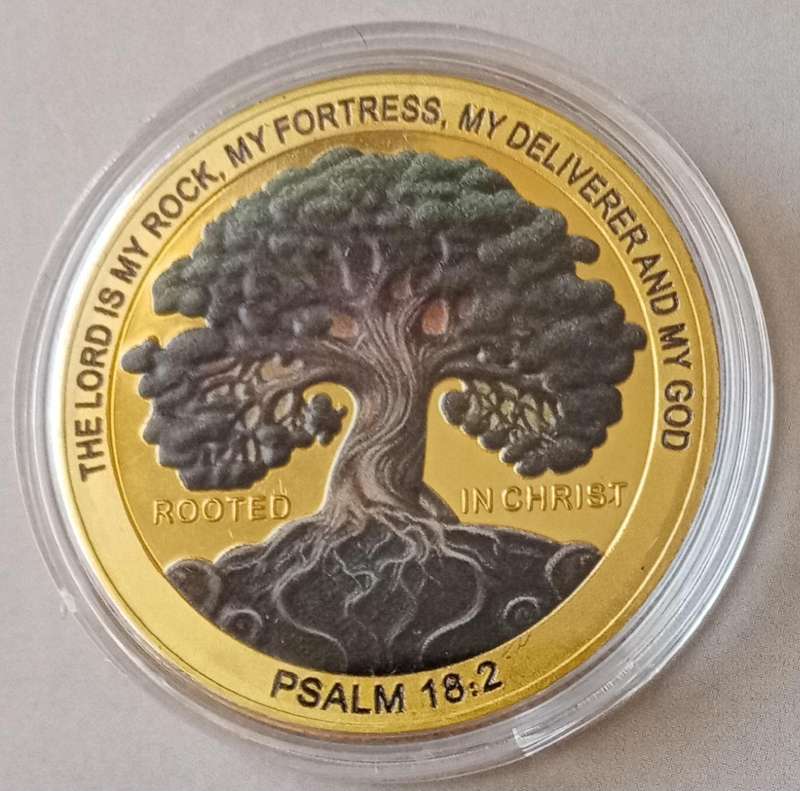 THE LORD IS MY ROCK, MY FORTRESS, MY DELIVERER AND MY GOD
ROOTED IN CHRIST
PSALM 18:2